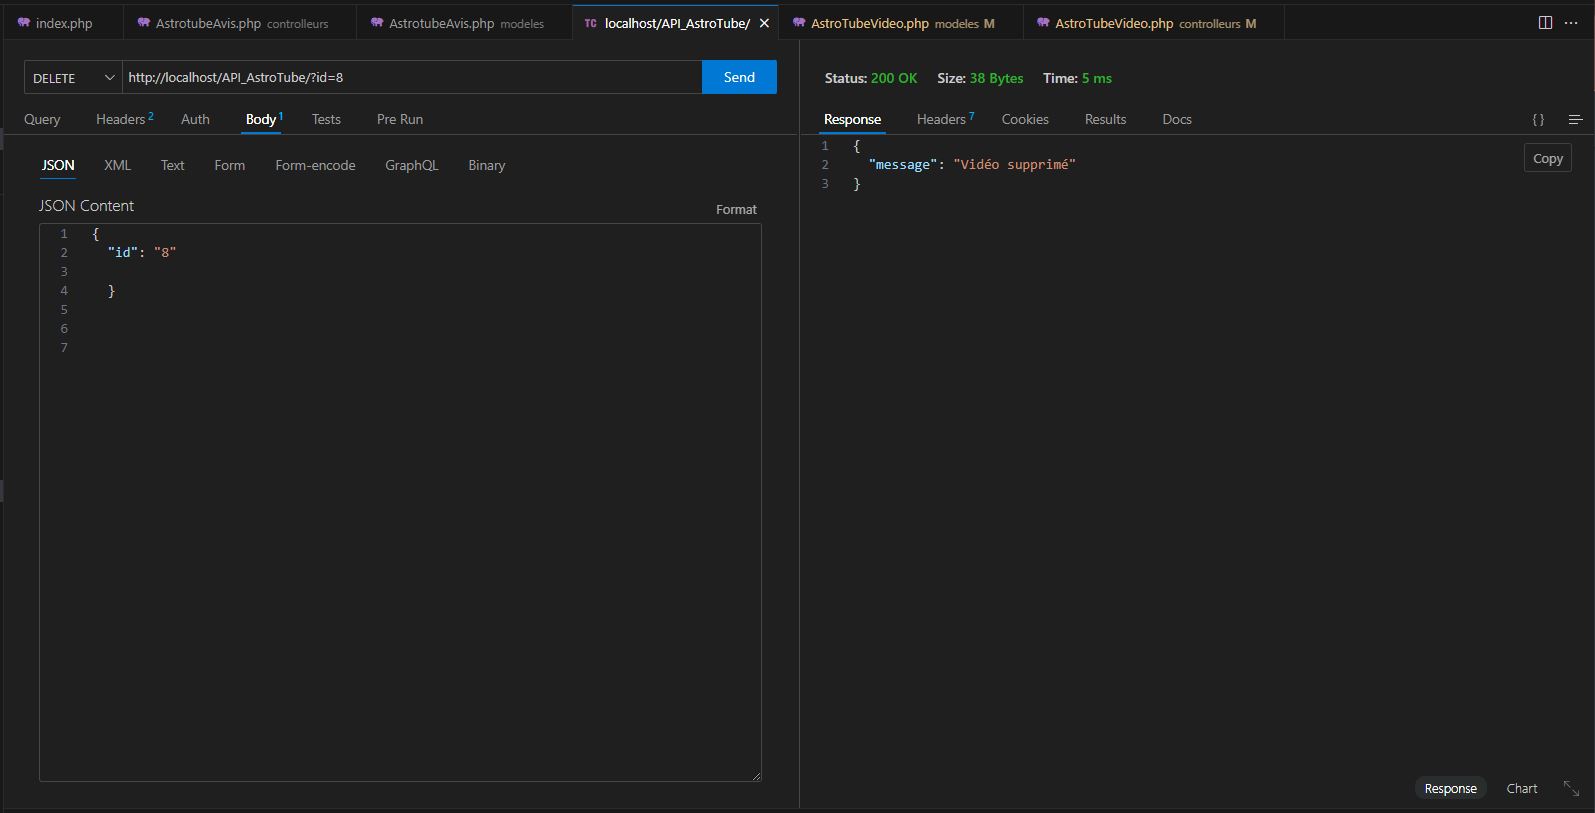 index.php
AstrotubeAvis.php controlleurs
AstrotubeAvis.php modeles
TC localhost/API_AstroTube/
AstroTubeVideo.php modeles M
AstroTubeVideo.php controlleurs M
DELETE
http://localhost/API_AstroTube/?id=8
Send
Query
Headers 2
Auth
Body 1
Tests
Pre Run
JSON
XML
Text
Form
Form-encode
GraphQL
Binary
JSON Content
Format
1 {
2 "id": "8"
3
4 }
5
6
7
Status: 200 OK Size: 38 Bytes Time: 5 ms
Response
Headers 7
Cookies
Results
Docs
{ }
1 {
2 "message": "Vidéo supprimé"
3 }
Copy
Response
Chart